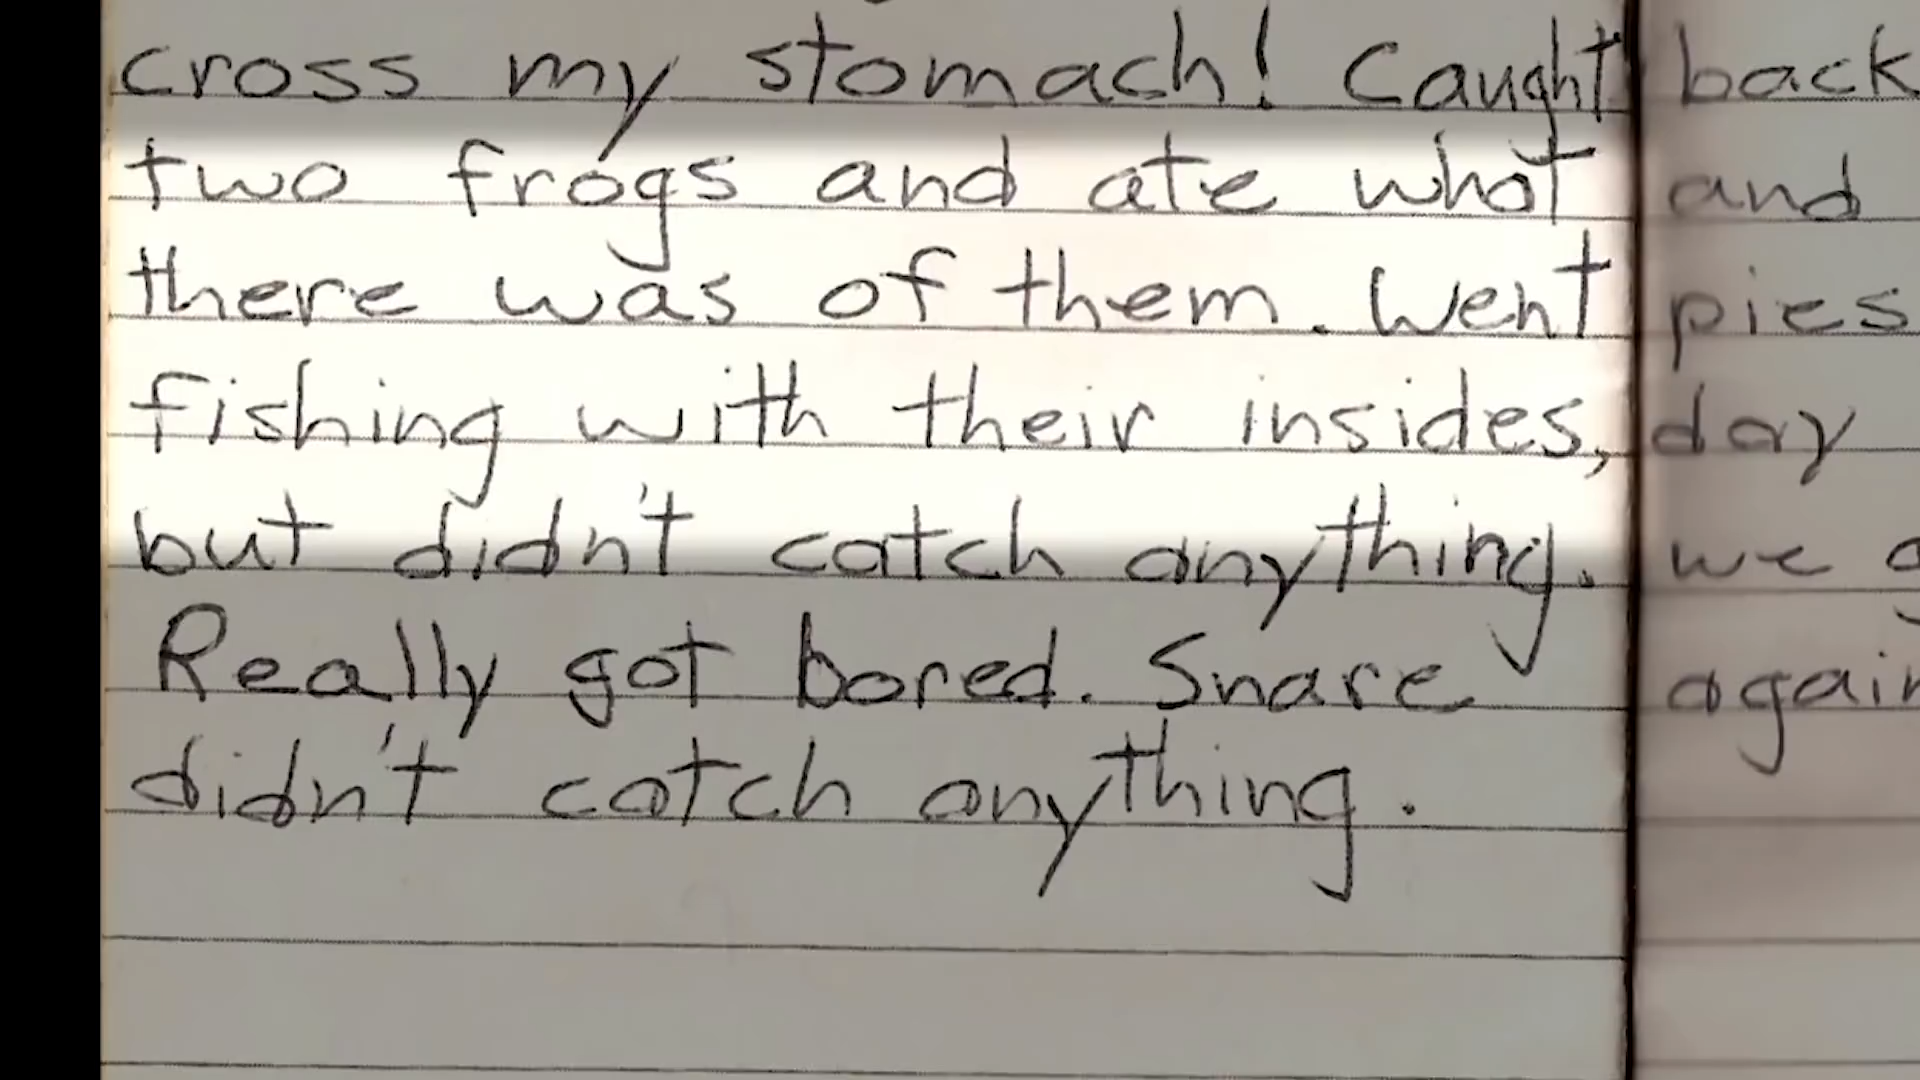 cross my stomach! Caught
two frogs and ate what
there was of them. Went
fishing with their insides,
but didn't catch anything.
Really got bored. Snare
didn't catch anything.
back
and
pies
day
we
again